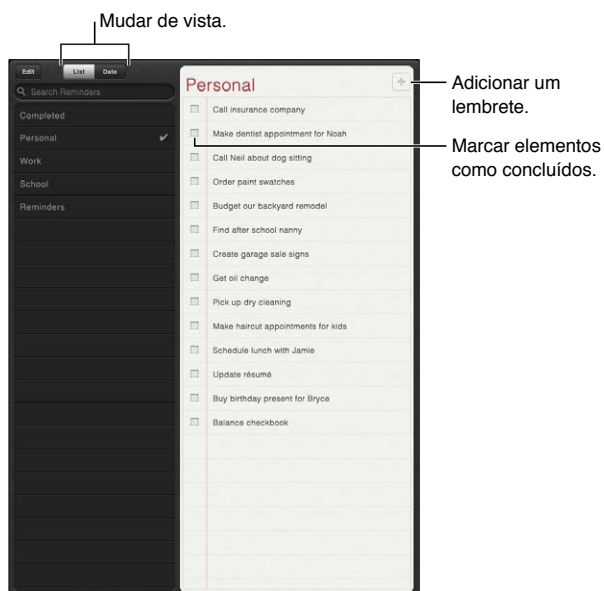 Mudar de vista.
Edit List Date
Search Reminders
Completed
Personal ✔
Work
School
Reminders
Personal
+
Call insurance company
Make dentist appointment for Noah
Call Neil about dog sitting
Order paint swatches
Budget our backyard remodel
Find after school nanny
Create garage sale signs
Get oil change
Pick up dry cleaning
Make haircut appointments for kids
Schedule lunch with Jamie
Update résumé
Buy birthday present for Bryce
Balance checkbook
Adicionar um
lembrete.
Marcar elementos
como concluídos.